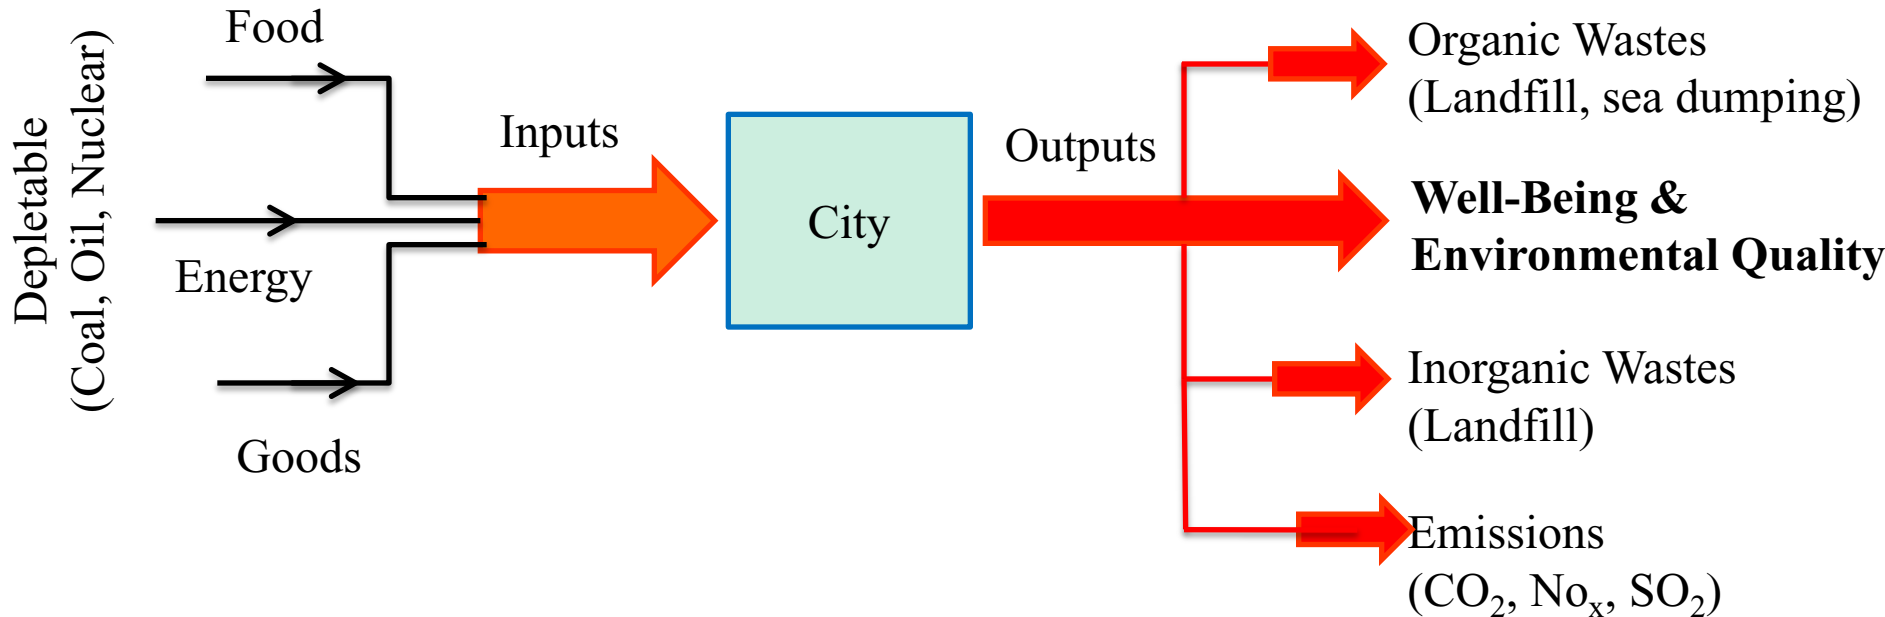 Depletable
(Coal, Oil, Nuclear)
Food
Energy
Goods
Inputs
City
Outputs
Organic Wastes
(Landfill, sea dumping)
Well-Being &
Environmental Quality
Inorganic Wastes
(Landfill)
Emissions
(CO₂, Noₓ, SO₂)